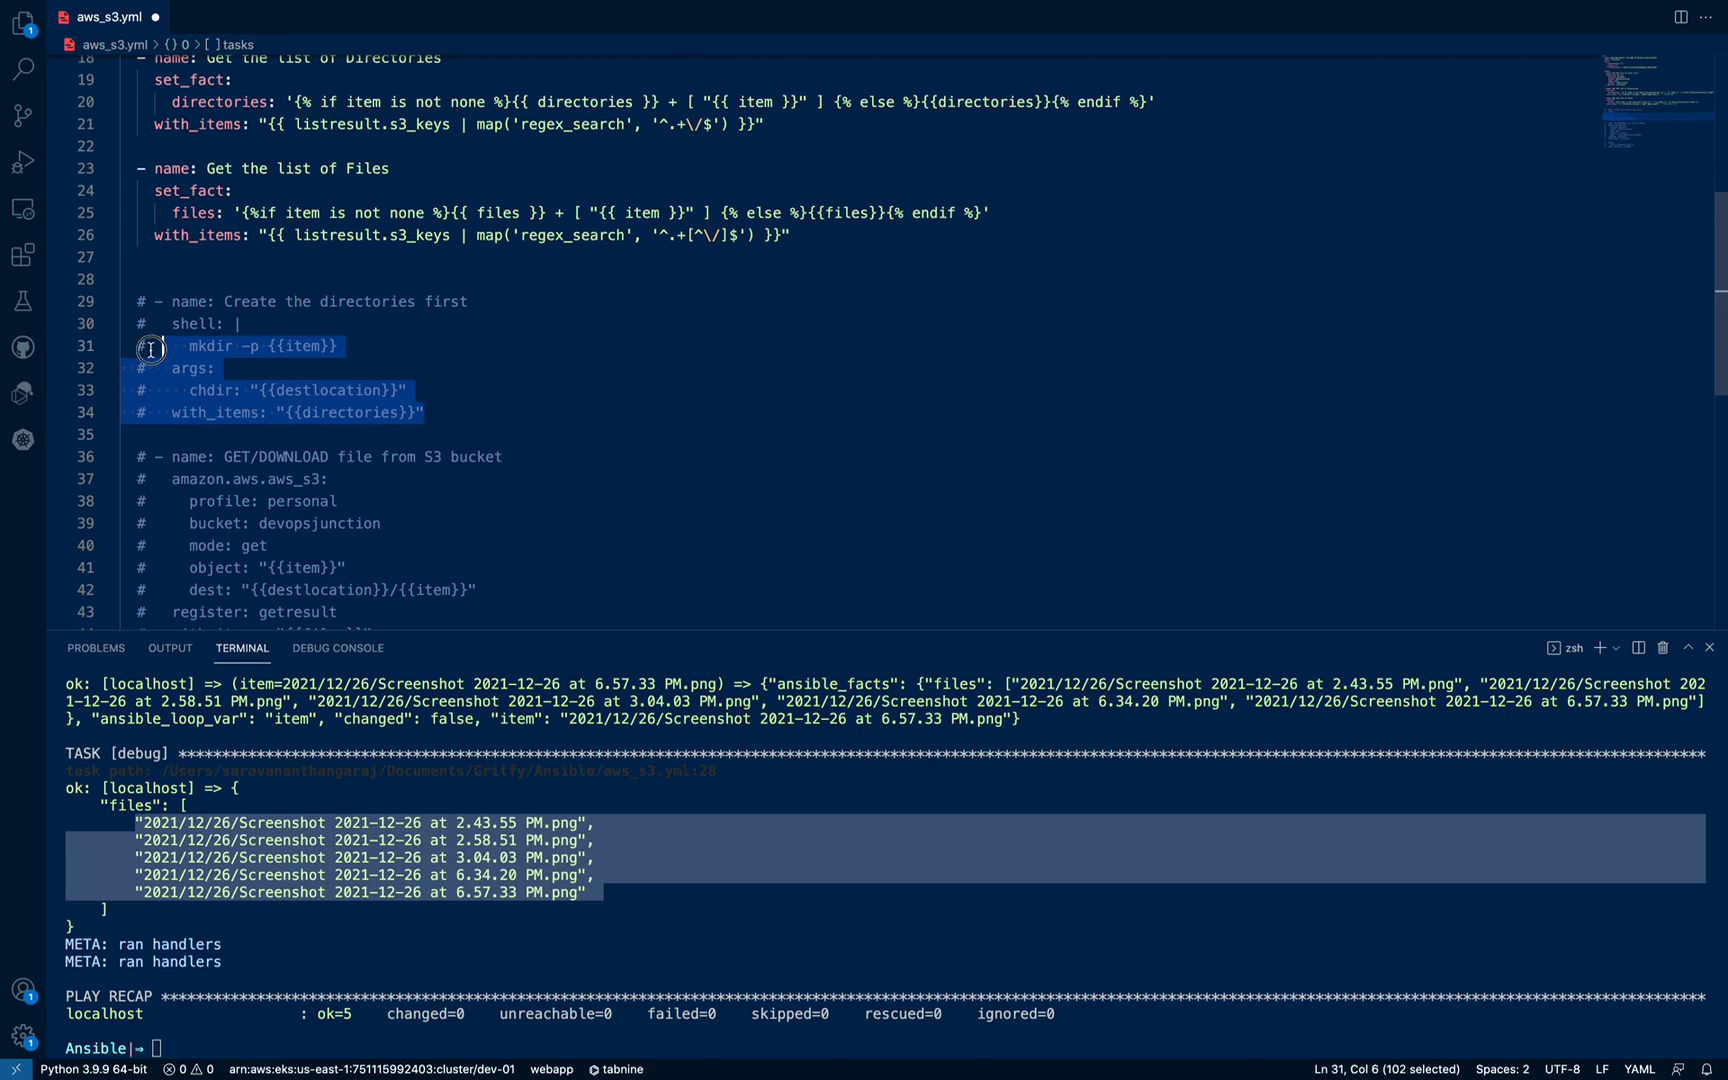 aws_s3.yml
aws_s3.yml > {} 0 > [ ] tasks
18 - name: Get the list of Directories
19 set_fact:
20 directories: '{% if item is not none %}{{ directories }} + [ "{{ item }}" ] {% else %}{{directories}}{% endif %}'
21 with_items: "{{ listresult.s3_keys | map('regex_search', '^.+\/$') }}"
22
23 - name: Get the list of Files
24 set_fact:
25 files: '{%if item is not none %}{{ files }} + [ "{{ item }}" ] {% else %}{{files}}{% endif %}'
26 with_items: "{{ listresult.s3_keys | map('regex_search', '^.+[^\/]$') }}"
27
28
29 # - name: Create the directories first
30 # shell: |
31 # mkdir -p {{item}}
32 # args:
33 # chdir: "{{destlocation}}"
34 # with_items: "{{directories}}"
35
36 # - name: GET/DOWNLOAD file from S3 bucket
37 # amazon.aws.aws_s3:
38 # profile: personal
39 # bucket: devopsjunction
40 # mode: get
41 # object: "{{item}}"
42 # dest: "{{destlocation}}/{{item}}"
43 # register: getresult
PROBLEMS OUTPUT TERMINAL DEBUG CONSOLE zsh
ok: [localhost] => (item=2021/12/26/Screenshot 2021-12-26 at 6.57.33 PM.png) => {"ansible_facts": {"files": ["2021/12/26/Screenshot 2021-12-26 at 2.43.55 PM.png", "2021/12/26/Screenshot 202
1-12-26 at 2.58.51 PM.png", "2021/12/26/Screenshot 2021-12-26 at 3.04.03 PM.png", "2021/12/26/Screenshot 2021-12-26 at 6.34.20 PM.png", "2021/12/26/Screenshot 2021-12-26 at 6.57.33 PM.png"]
}, "ansible_loop_var": "item", "changed": false, "item": "2021/12/26/Screenshot 2021-12-26 at 6.57.33 PM.png"}
TASK [debug] ******************************************************************************************************************************************************************************
task path: /Users/saravananthangaraj/Documents/Gritfy/Ansible/aws_s3.yml:28
ok: [localhost] => {
"files": [
"2021/12/26/Screenshot 2021-12-26 at 2.43.55 PM.png",
"2021/12/26/Screenshot 2021-12-26 at 2.58.51 PM.png",
"2021/12/26/Screenshot 2021-12-26 at 3.04.03 PM.png",
"2021/12/26/Screenshot 2021-12-26 at 6.34.20 PM.png",
"2021/12/26/Screenshot 2021-12-26 at 6.57.33 PM.png"
]
}
META: ran handlers
META: ran handlers
PLAY RECAP ********************************************************************************************************************************************************************************
localhost : ok=5 changed=0 unreachable=0 failed=0 skipped=0 rescued=0 ignored=0
Ansible|⇒
Python 3.9.9 64-bit 0 0 arn:aws:eks:us-east-1:751115992403:cluster/dev-01 webapp tabnine Ln 31, Col 6 (102 selected) Spaces: 2 UTF-8 LF YAML